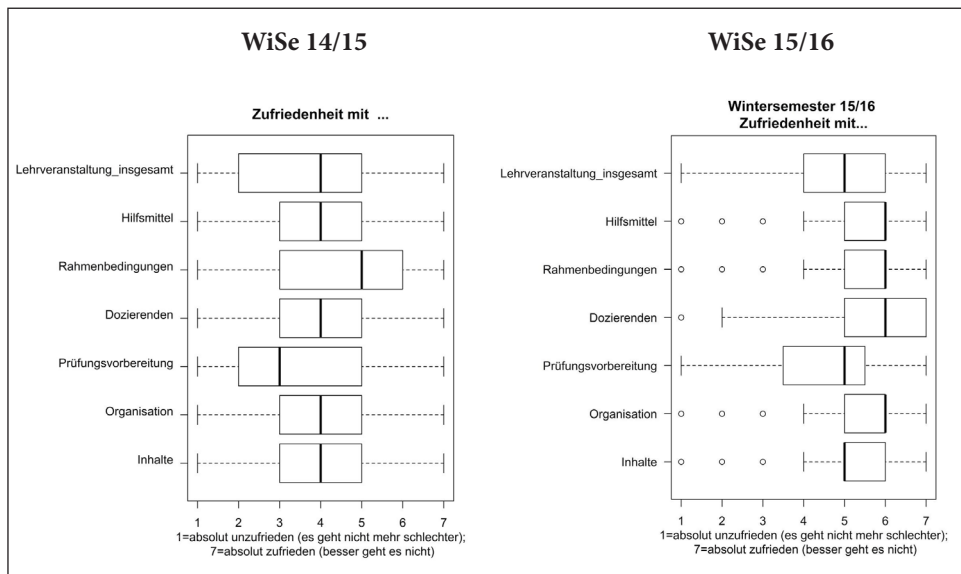 WiSe 14/15
Zufriedenheit mit ...
Lehrveranstaltung_insgesamt
Hilfsmittel
Rahmenbedingungen
Dozierenden
Prüfungsvorbereitung
Organisation
Inhalte
1 2 3 4 5 6 7
1=absolut unzufrieden (es geht nicht mehr schlechter);
7=absolut zufrieden (besser geht es nicht)
WiSe 15/16
Wintersemester 15/16
Zufriedenheit mit...
Lehrveranstaltung_insgesamt
Hilfsmittel
Rahmenbedingungen
Dozierenden
Prüfungsvorbereitung
Organisation
Inhalte
1 2 3 4 5 6 7
1=absolut unzufrieden (es geht nicht mehr schlechter);
7=absolut zufrieden (besser geht es nicht)